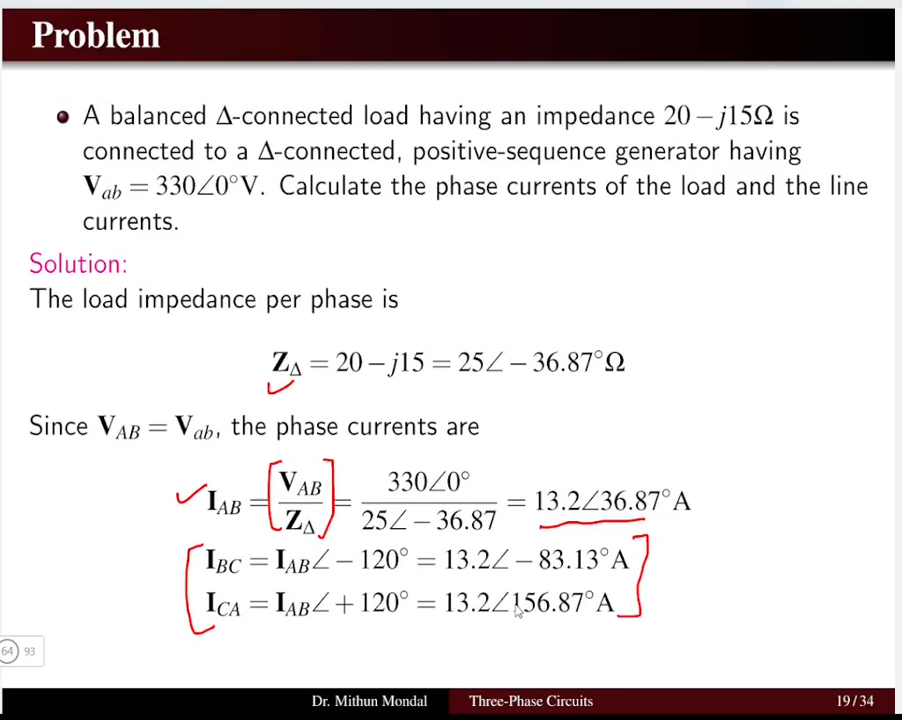 Problem
• A balanced Δ-connected load having an impedance 20 − j15Ω is
connected to a Δ-connected, positive-sequence generator having
V_ab = 330∠0°V. Calculate the phase currents of the load and the line
currents.
Solution:
The load impedance per phase is
Z_Δ = 20 − j15 = 25∠ − 36.87°Ω
Since V_AB = V_ab, the phase currents are
I_AB = V_AB / Z_Δ = 330∠0° / 25∠ − 36.87 = 13.2∠36.87°A
I_BC = I_AB∠ − 120° = 13.2∠ − 83.13°A
I_CA = I_AB∠ + 120° = 13.2∠156.87°A
64 93
Dr. Mithun Mondal Three-Phase Circuits 19/34